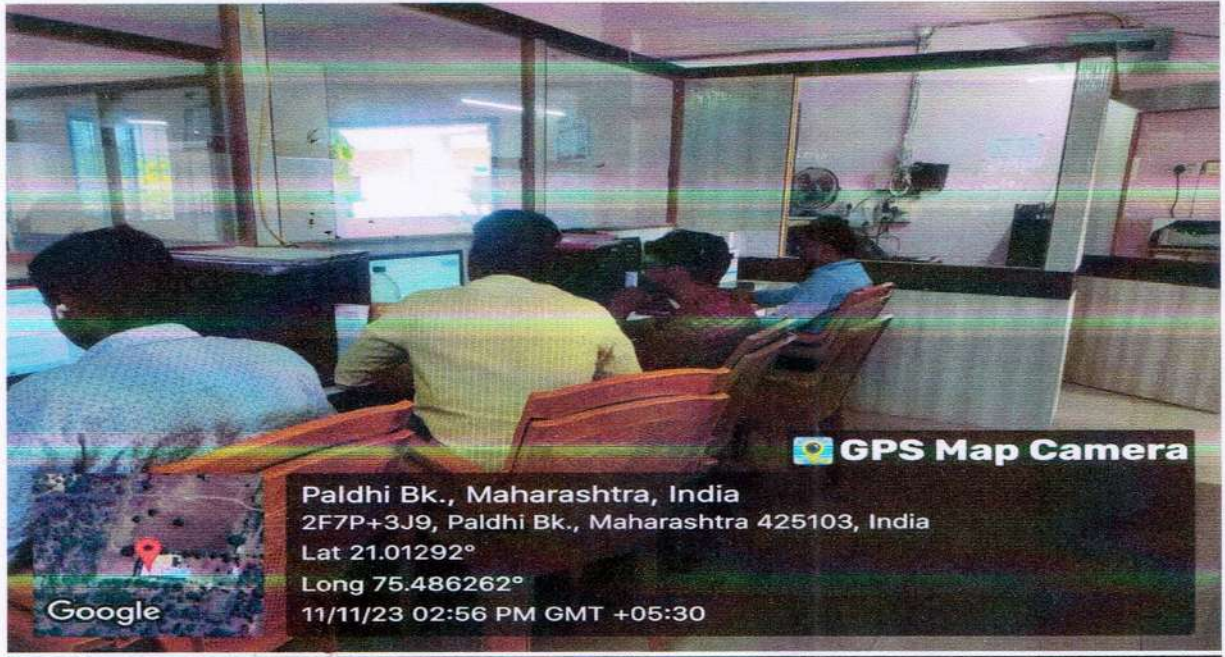 GPS Map Camera
Paldhi Bk., Maharashtra, India
2F7P+3J9, Paldhi Bk., Maharashtra 425103, India
Lat 21.01292°
Long 75.486262°
11/11/23 02:56 PM GMT +05:30
Google